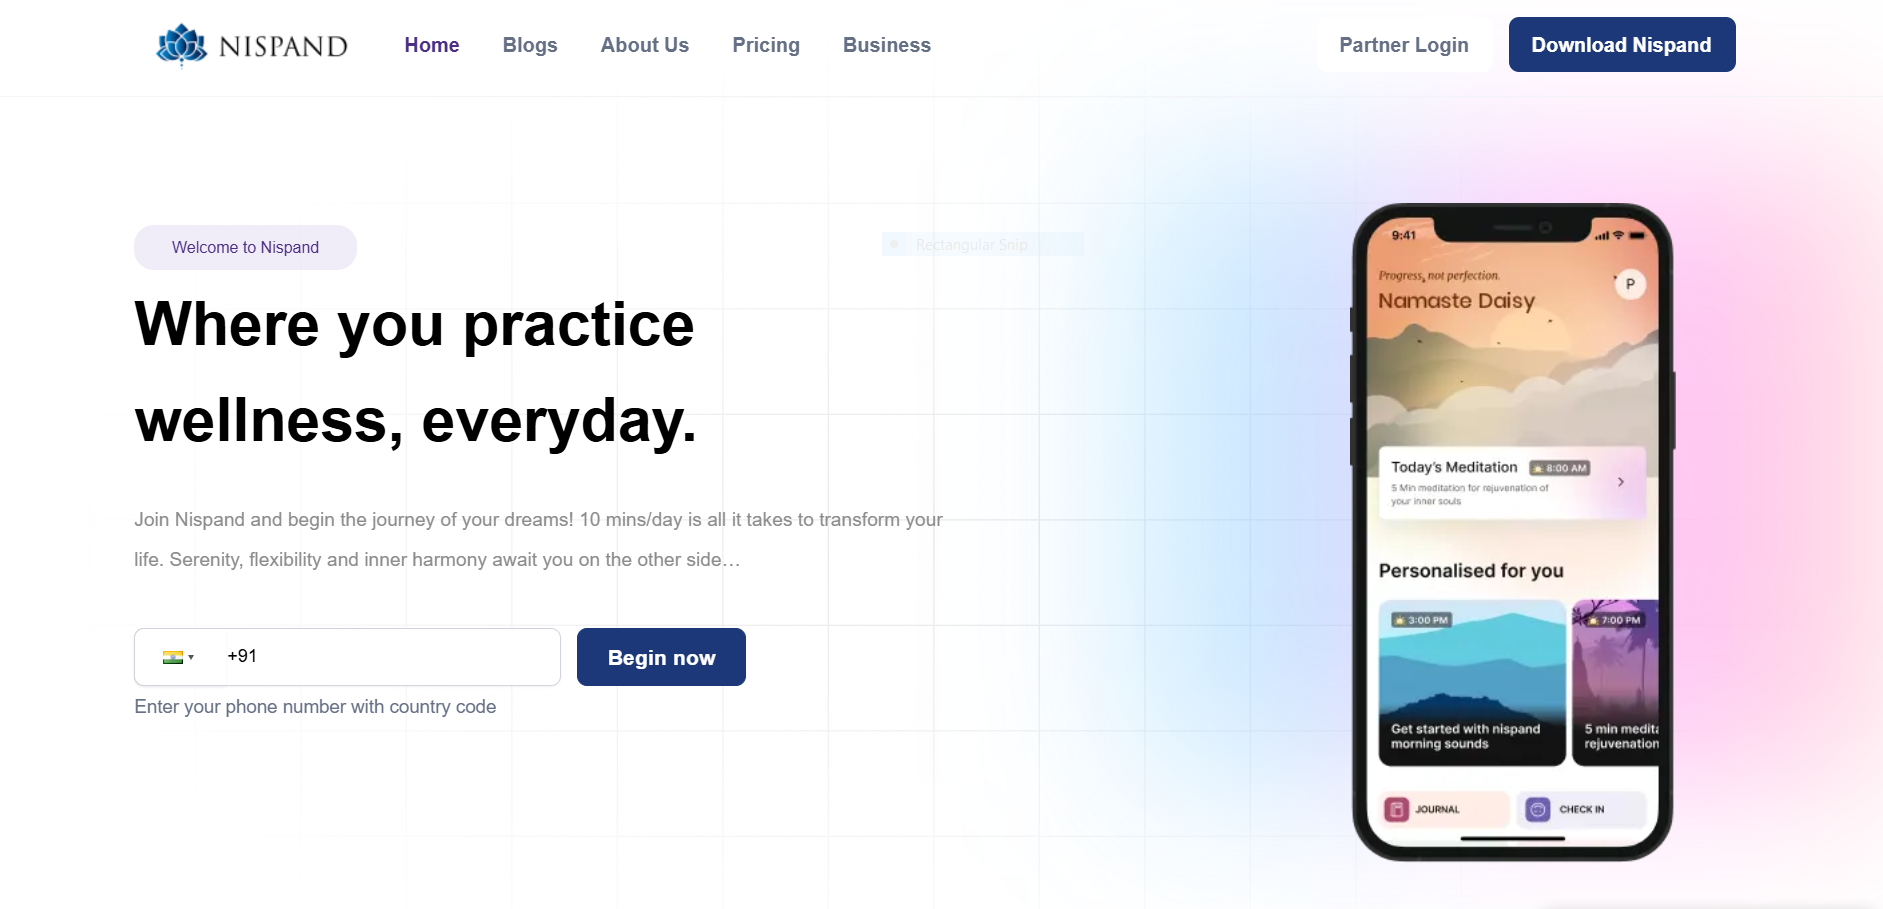 NISPAND
Home
Blogs
About Us
Pricing
Business
Partner Login
Download Nispand
Welcome to Nispand
Rectangular Snip
Where you practice
wellness, everyday.
Join Nispand and begin the journey of your dreams! 10 mins/day is all it takes to transform your
life. Serenity, flexibility and inner harmony await you on the other side…
+91
Begin now
Enter your phone number with country code
9:41
Progress, not perfection.
Namaste Daisy
P
Today's Meditation
8:00 AM
5 Min meditation for rejuvenation of
your inner souls
Personalised for you
3:00 PM
7:00 PM
Get started with nispand
morning sounds
5 min medita
rejuvenation
JOURNAL
CHECK IN